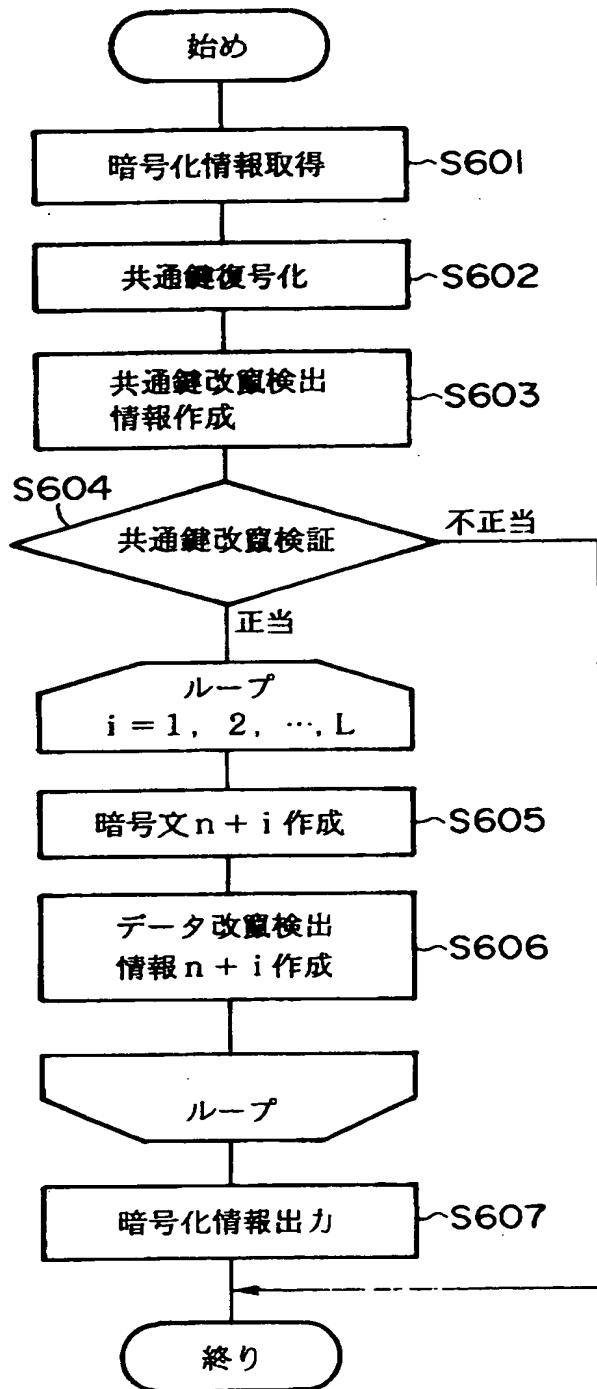 始め
暗号化情報取得
S601
共通鍵復号化
S602
共通鍵改竄検出
情報作成
S603
S604
共通鍵改竄検証
不正当
正当
ループ
i = 1, 2, …, L
暗号文n + i 作成
S605
データ改竄検出
情報n + i 作成
S606
ループ
暗号化情報出力
S607
終り